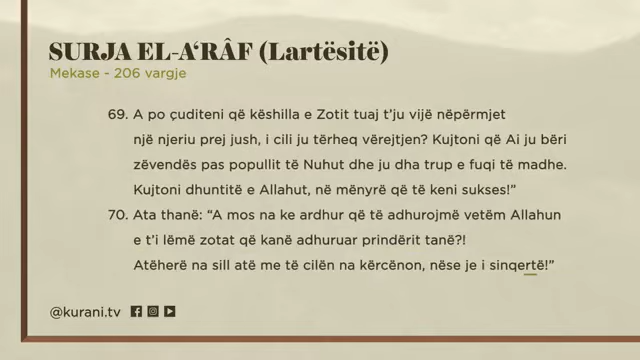 SURJA EL-A‘RÂF (Lartësitë)
Mekase - 206 vargje
69. A po çuditeni që këshilla e Zotit tuaj t’ju vijë nëpërmjet
një njeriu prej jush, i cili ju tërheq vërejtjen? Kujtoni që Ai ju bëri
zëvendës pas popullit të Nuhut dhe ju dha trup e fuqi të madhe.
Kujtoni dhuntitë e Allahut, në mënyrë që të keni sukses!”
70. Ata thanë: “A mos na ke ardhur që të adhurojmë vetëm Allahun
e t’i lëmë zotat që kanë adhuruar prindërit tanë?!
Atëherë na sill atë me të cilën na kërcënon, nëse je i sinqertë!”
@kurani.tv